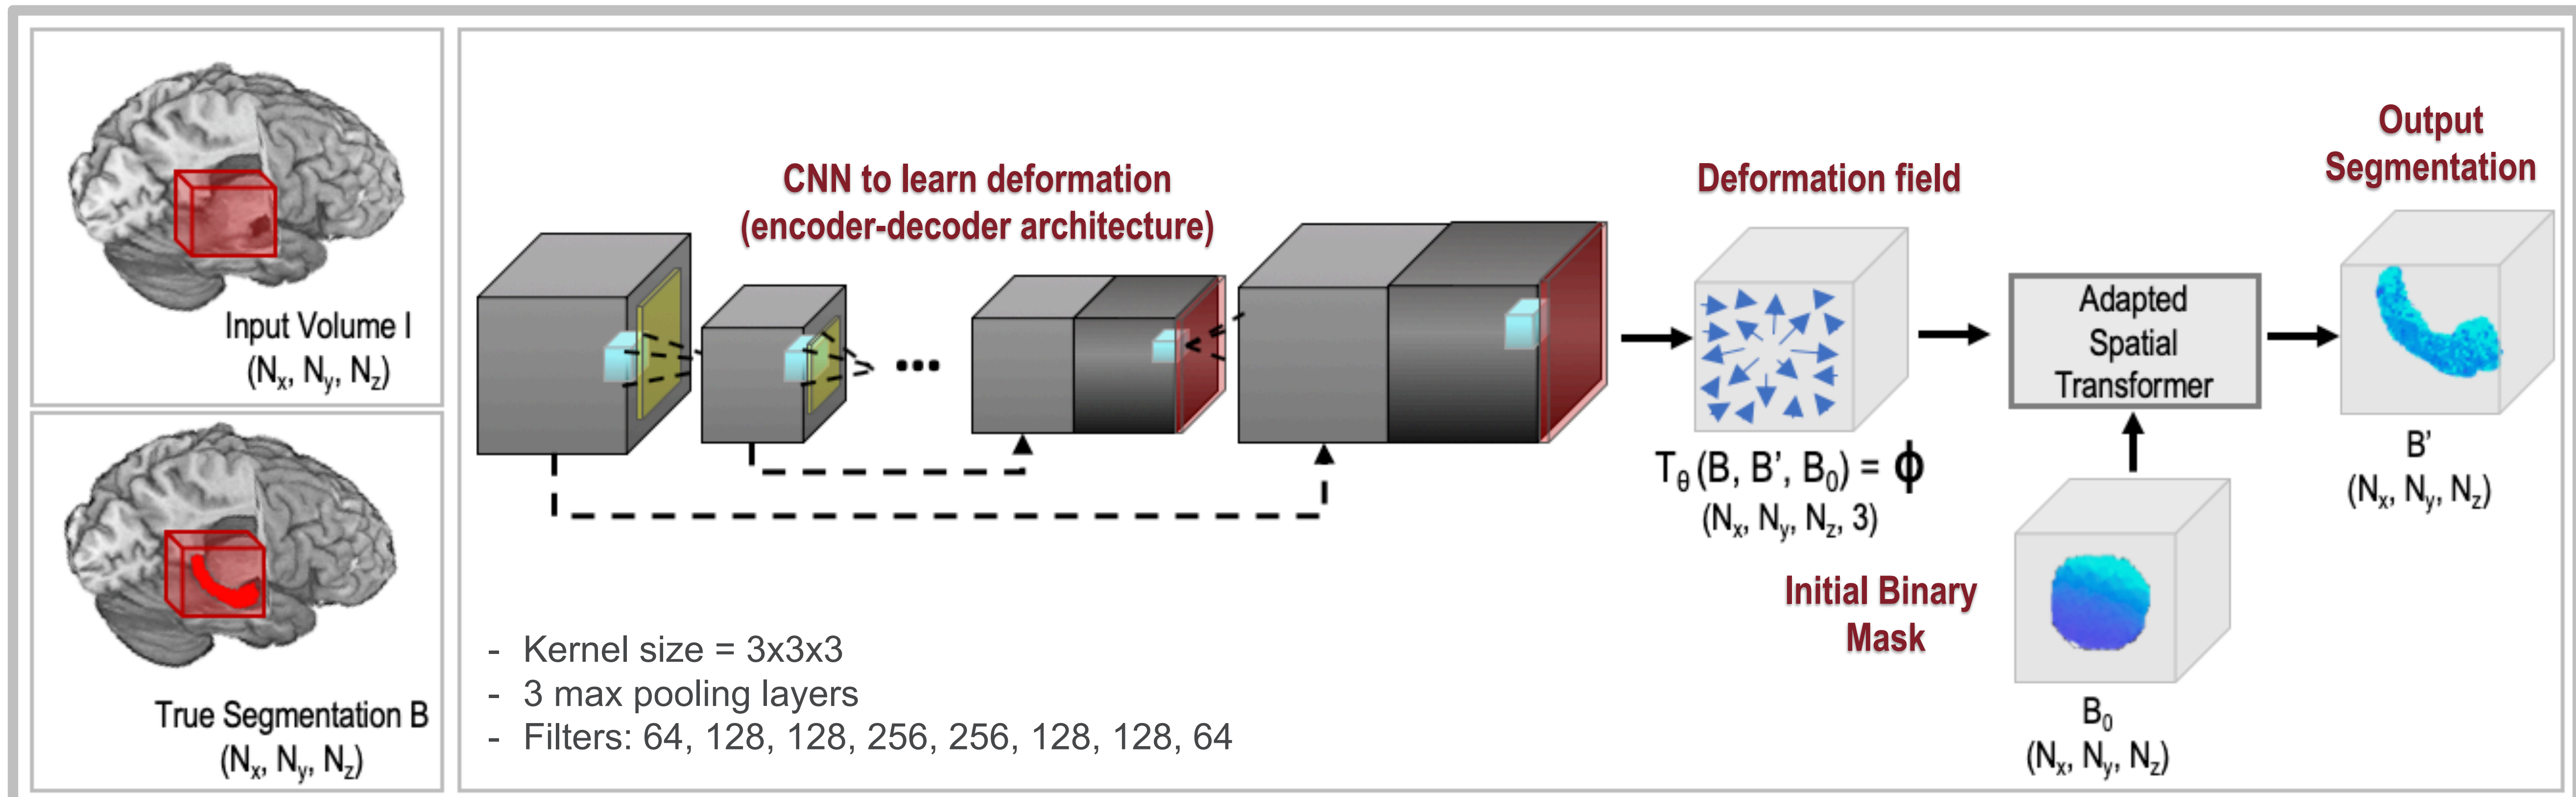 Input Volume I
(Nx, Ny, Nz)
True Segmentation B
(Nx, Ny, Nz)
CNN to learn deformation
(encoder-decoder architecture)
- Kernel size = 3x3x3
- 3 max pooling layers
- Filters: 64, 128, 128, 256, 256, 128, 128, 64
Deformation field
Tθ (B, B’, B0) = ϕ
(Nx, Ny, Nz, 3)
Adapted
Spatial
Transformer
Initial Binary
Mask
B0
(Nx, Ny, Nz)
Output
Segmentation
B’
(Nx, Ny, Nz)